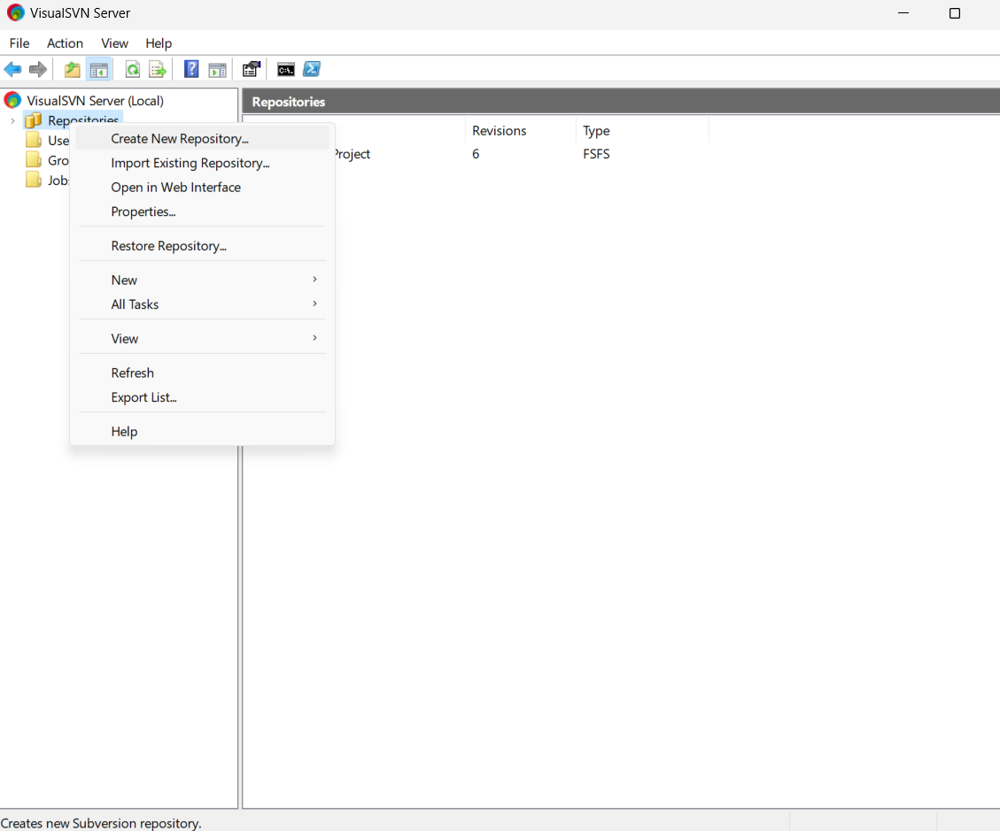 VisualSVN Server
File Action View Help
C:\.
VisualSVN Server (Local)
Repositories
Repositories
Revisions Type
Project 6 FSFS
Use
Gro
Job
Create New Repository...
Import Existing Repository...
Open in Web Interface
Properties...
Restore Repository...
New
All Tasks
View
Refresh
Export List...
Help
Creates new Subversion repository.